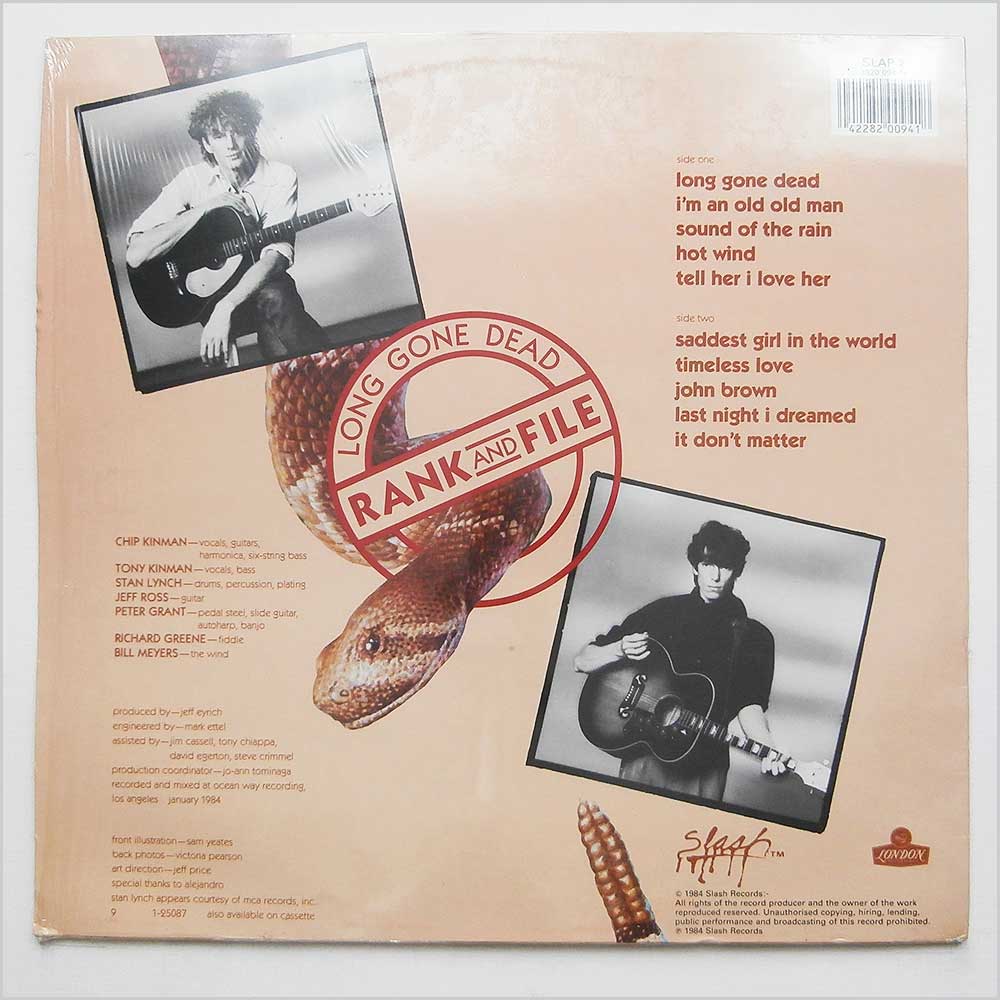 SLAP 2
42282 00941
side one
long gone dead
i'm an old old man
sound of the rain
hot wind
tell her i love her
side two
saddest girl in the world
timeless love
john brown
last night i dreamed
it don't matter
LONG GONE DEAD
RANK AND FILE
CHIP KINMAN—vocals, guitars,
harmonica, six-string bass
TONY KINMAN—vocals, bass
STAN LYNCH—drums, percussion, plating
JEFF ROSS—guitar
PETER GRANT—pedal steel, slide guitar,
autoharp, banjo
RICHARD GREENE—fiddle
BILL MEYERS—the wind
produced by—jeff eyrich
engineered by—mark ettel
assisted by—jim cassell, tony chiappa,
david egerton, steve crimmel
production coordinator—jo-ann tominaga
recorded and mixed at ocean way recording,
los angeles january 1984
front illustration—sam yeates
back photos—victoria pearson
art direction—jeff price
special thanks to alejandro
stan lynch appears courtesy of mca records, inc.
9 1-25087 also available on cassette
Slash TM
LONDON
© 1984 Slash Records:-
All rights of the record producer and the owner of the work
reproduced reserved. Unauthorised copying, hiring, lending,
public performance and broadcasting of this record prohibited.
℗ 1984 Slash Records